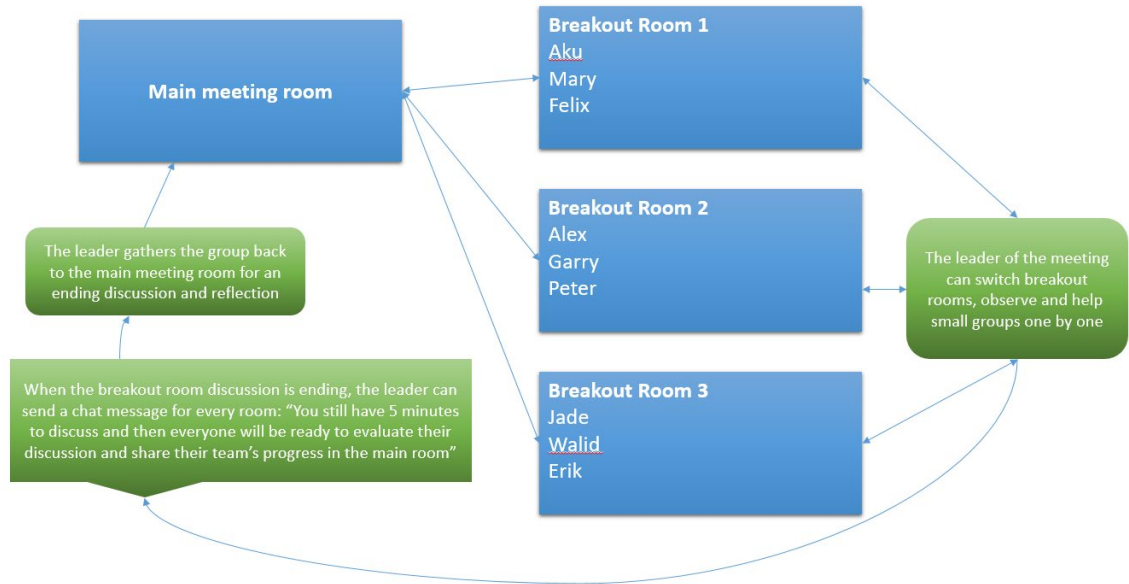 Main meeting room
Breakout Room 1
Aku
Mary
Felix
Breakout Room 2
Alex
Garry
Peter
Breakout Room 3
Jade
Walid
Erik
The leader of the meeting
can switch breakout
rooms, observe and help
small groups one by one
When the breakout room discussion is ending, the leader can
send a chat message for every room: “You still have 5 minutes
to discuss and then everyone will be ready to evaluate their
discussion and share their team’s progress in the main room”
The leader gathers the group back
to the main meeting room for an
ending discussion and reflection